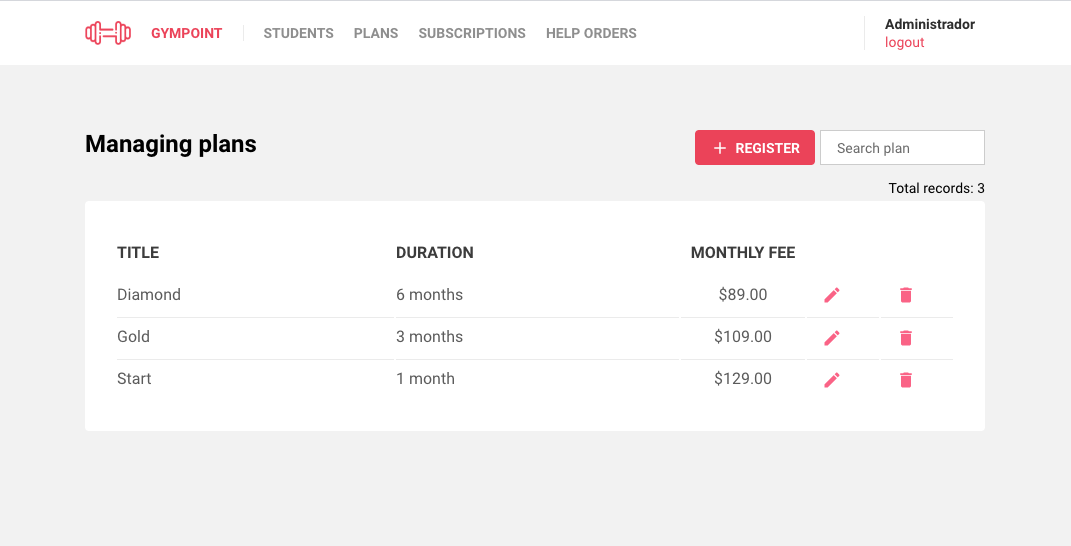 GYMPOINT STUDENTS PLANS SUBSCRIPTIONS HELP ORDERS
Administrador
logout
Managing plans
REGISTER
Search plan
Total records: 3
TITLE DURATION MONTHLY FEE
Diamond 6 months $89.00
Gold 3 months $109.00
Start 1 month $129.00